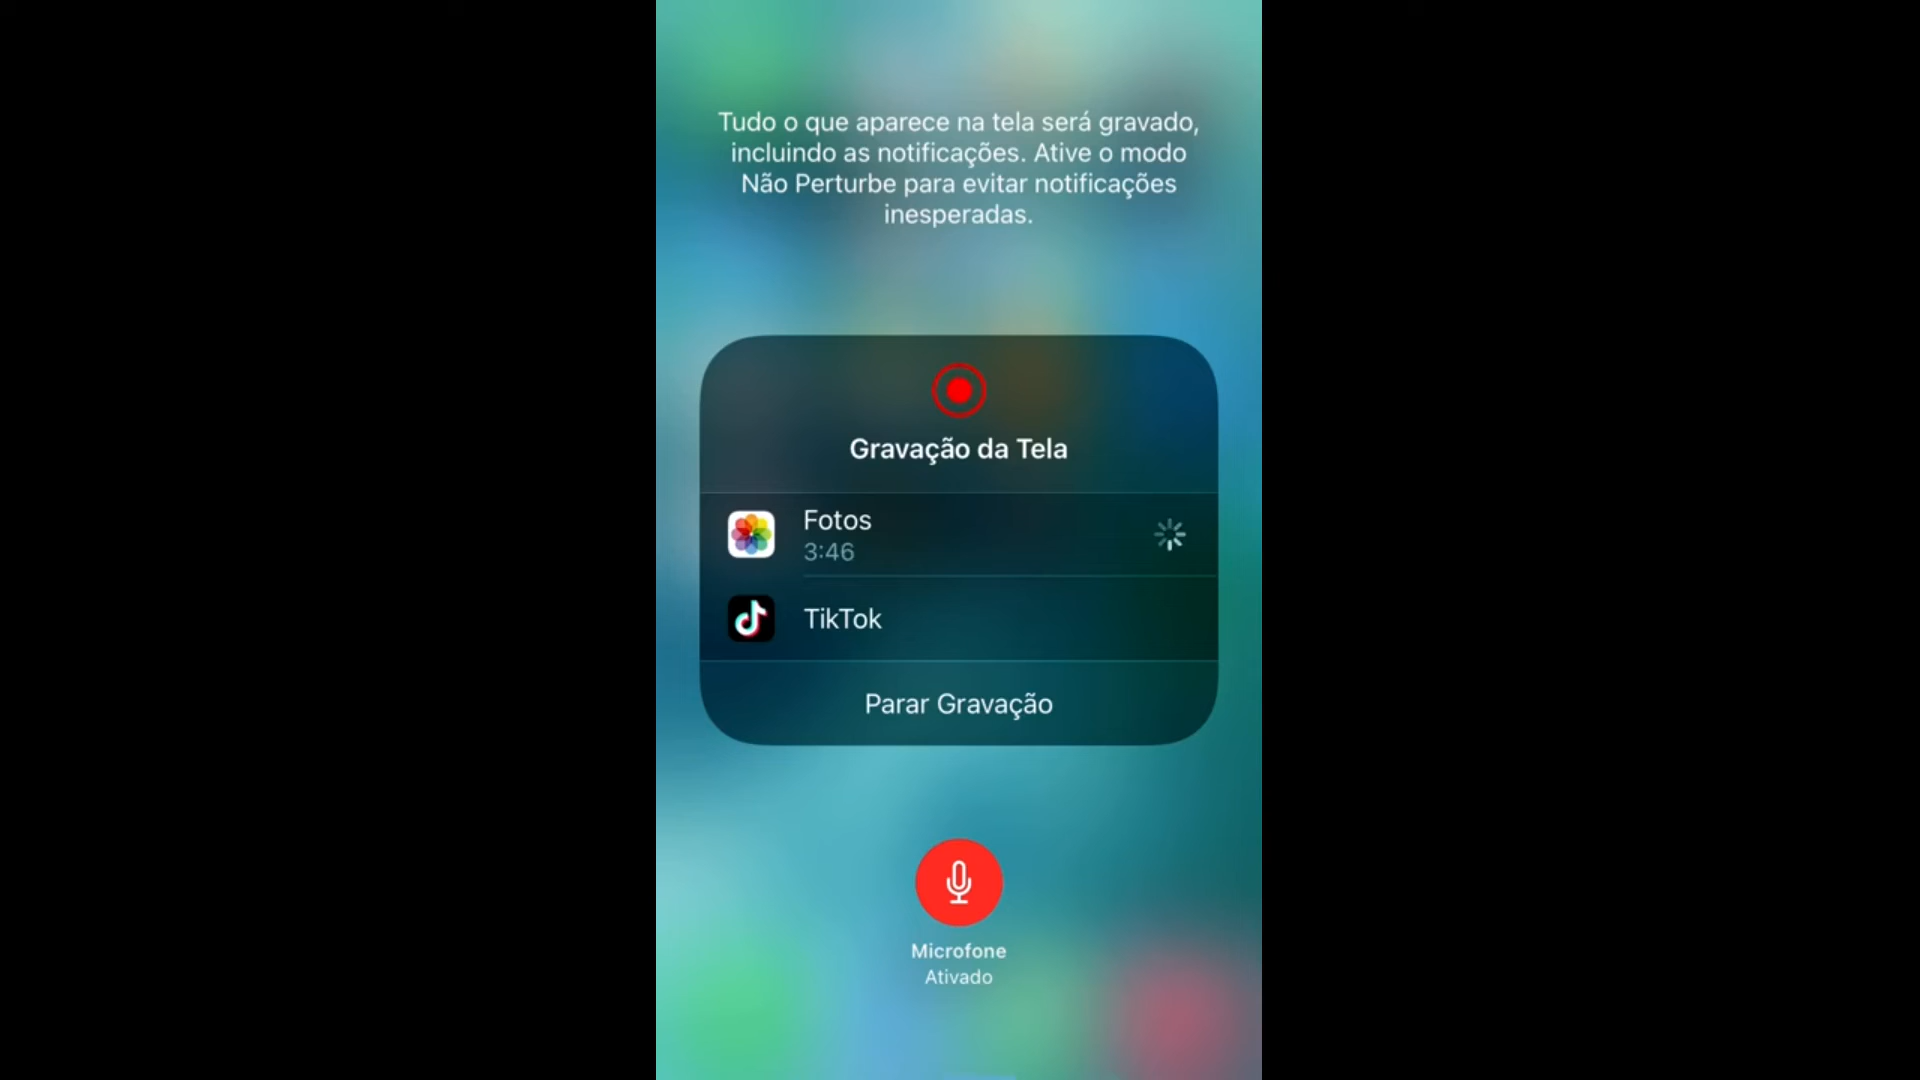 Tudo o que aparece na tela será gravado,
incluindo as notificações. Ative o modo
Não Perturbe para evitar notificações
inesperadas.
Gravação da Tela
Fotos
3:46
TikTok
Parar Gravação
Microfone
Ativado